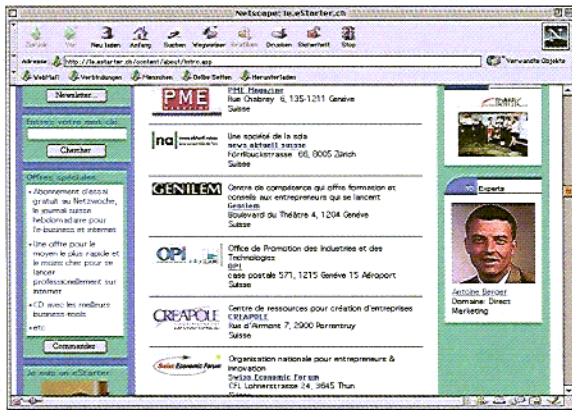 Netscape: le.eStarter.ch
Zurück Vor Neu laden Anfang Suchen Wegweiser Grafiken Drucken Sicherheit Stop
Adresse: http://le.estarter.ch/content/about/intro.asp Verwandte Objekte
WebMail Verbindungen Menschen Gelbe Seiten Herunterladen
Newsletter...
Entrez votre mot-clé:
Chercher
Offres spéciales:
• Abonnement d'essai
gratuit au Netzwoche,
le journal suisse
hebdomadaire pour
l'e-business et internet
• Une offre pour le
moyen le plus rapide et
le moins cher pour se
lancer
professionnellement sur
internet
• CD avec les meilleurs
business-tools
• etc
Commander
Je suis un eStarter
PME
PME Magazine
Rue Chabrey 6, 135-1211 Genève
Suisse
[na]
Une société de la sda
news aktuell suisse
hörnlibuckstrasse 66, 8005 Zürich
Suisse
GENILEM
Centre de compétence qui offre formation et
conseils aux entrepreneurs qui se lancent
Genilem
Boulevard du Théâtre 4, 1204 Genève
Suisse
OPI
Office de Promotion des Industries et des
Technologies
OPI
case postale 571, 1215 Genève 15 Aéroport
Suisse
CREAPOLE
Centre de ressources pour création d'entreprises
CREAPOLE
Rue d'Airmont 7, 2900 Porrentruy
Suisse
Swiss Economic Forum
Organisation nationale pour entrepreneurs &
innovation
Swiss Economic Forum
CFL Lohnerstrasse 24, 3645 Thun
Experts
Antoine Berger
Domaine: Direct
Marketing